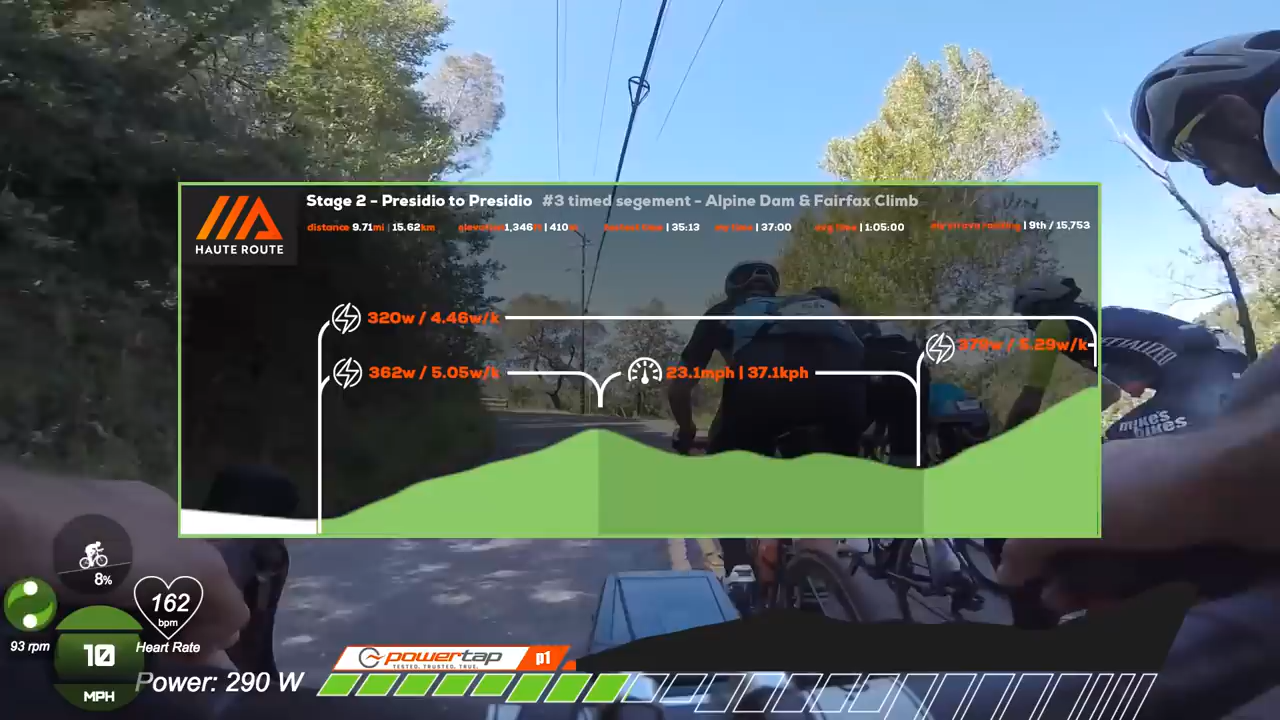 Stage 2 - Presidio to Presidio #3 timed segement - Alpine Dam & Fairfax Climb
distance 9.71mi | 15.62km elevation 1,346ft | 410m fastest time | 35:13 my time | 37:00 avg time | 1:05:00 my strava ranking | 9th / 15,753
HAUTE ROUTE
320w / 4.46w/k
379w / 5.29w/k
362w / 5.05w/k
23.1mph | 37.1kph
SPECIALIZED
mike's
bikes
8%
162
bpm
93 rpm
Heart Rate
10
MPH
powertap
TESTED. TRUSTED. TRUE.
p1
Power: 290 W